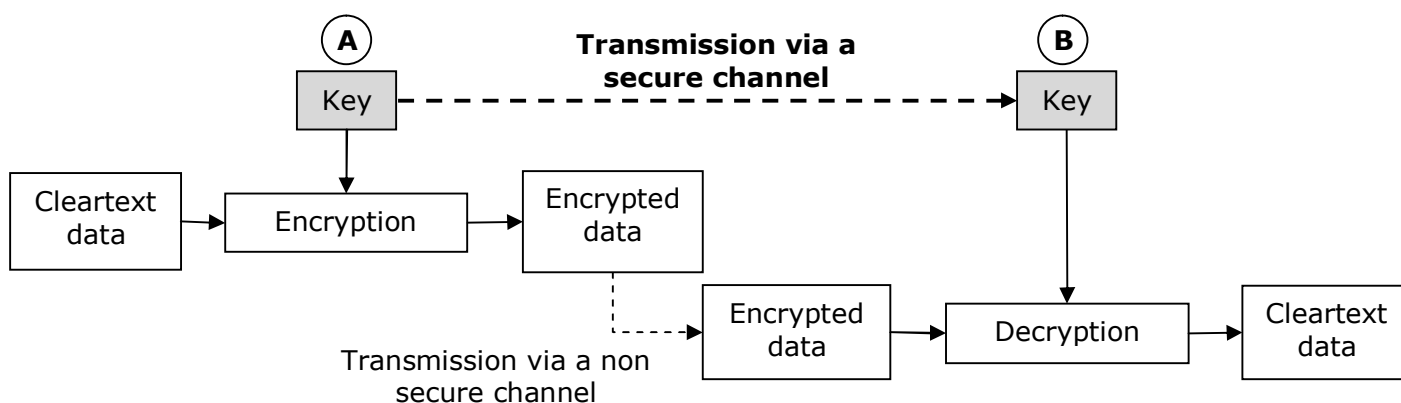 A
Transmission via a
secure channel
B
Key
Key
Cleartext
data
Encryption
Encrypted
data
Encrypted
data
Decryption
Cleartext
data
Transmission via a non
secure channel